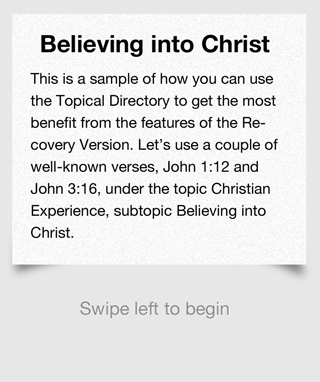 Believing into Christ
This is a sample of how you can use
the Topical Directory to get the most
benefit from the features of the Re-
covery Version. Let’s use a couple of
well-known verses, John 1:12 and
John 3:16, under the topic Christian
Experience, subtopic Believing into
Christ.
Swipe left to begin